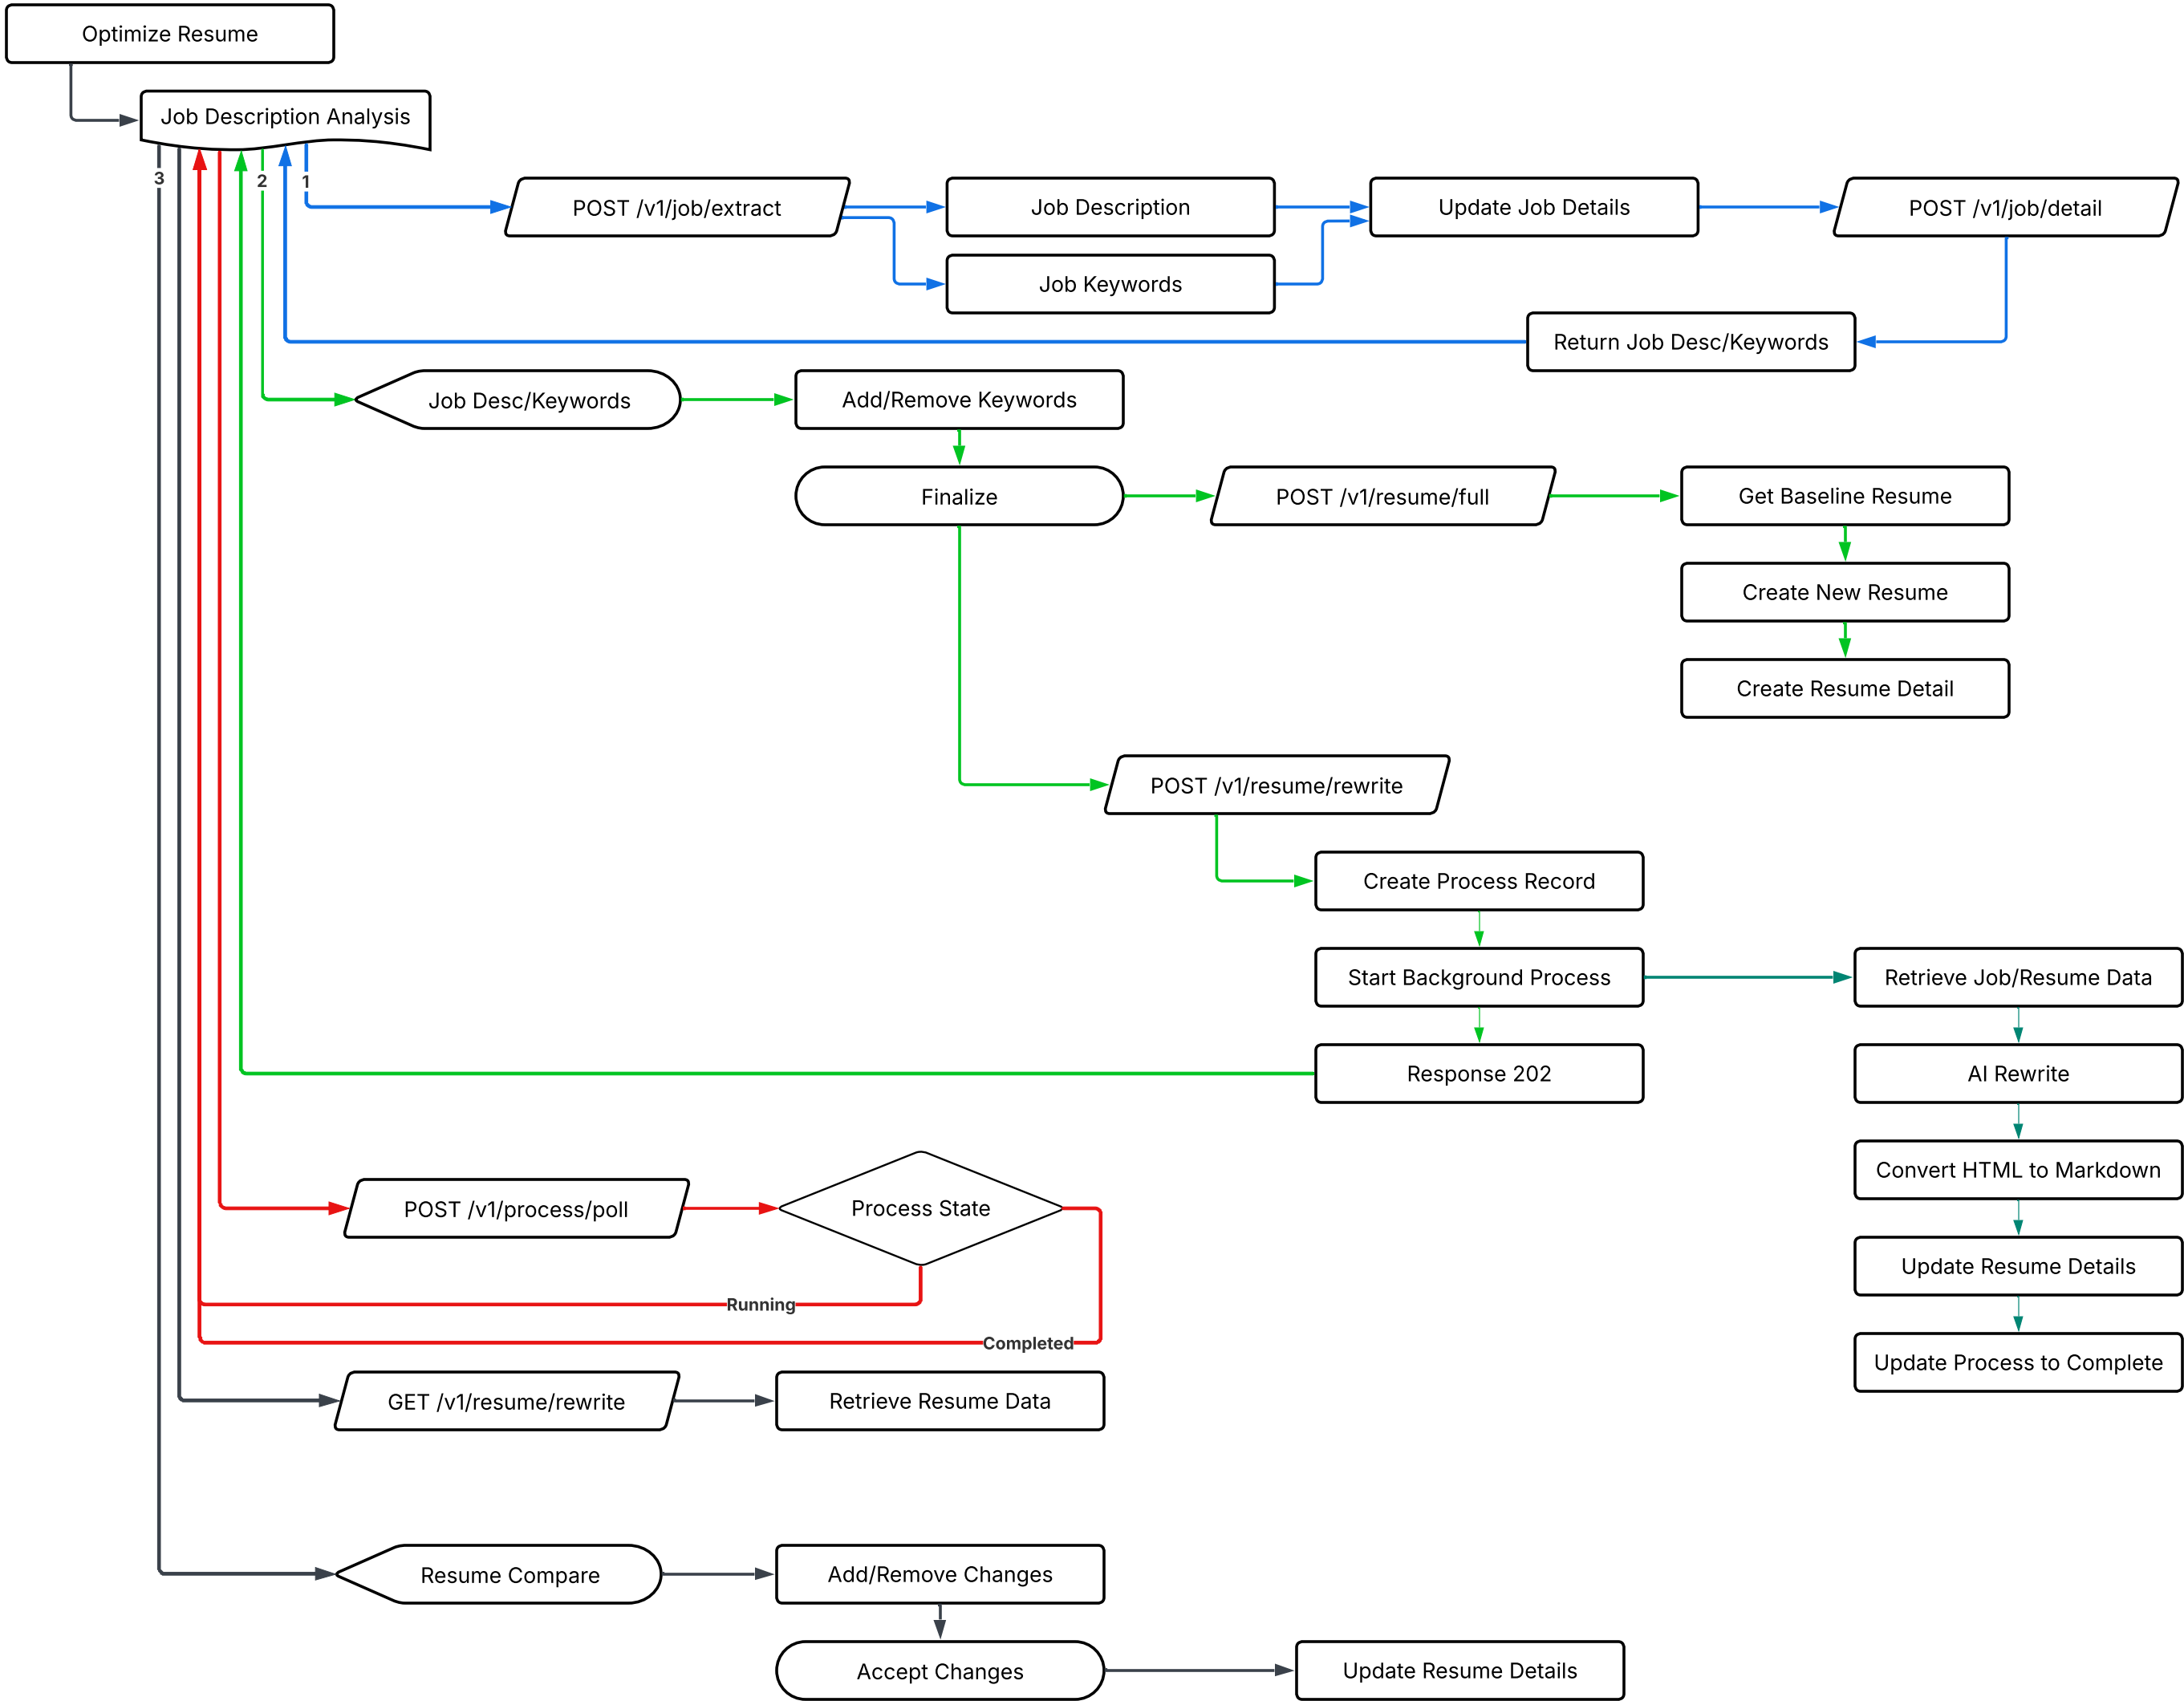 Optimize Resume
Job Description Analysis
3
2
1
POST /v1/job/extract
Job Description
Update Job Details
POST /v1/job/detail
Job Keywords
Return Job Desc/Keywords
Job Desc/Keywords
Add/Remove Keywords
Finalize
POST /v1/resume/full
Get Baseline Resume
Create New Resume
Create Resume Detail
POST /v1/resume/rewrite
Create Process Record
Start Background Process
Retrieve Job/Resume Data
Response 202
AI Rewrite
Convert HTML to Markdown
POST /v1/process/poll
Process State
Update Resume Details
Running
Completed
Update Process to Complete
GET /v1/resume/rewrite
Retrieve Resume Data
Resume Compare
Add/Remove Changes
Accept Changes
Update Resume Details